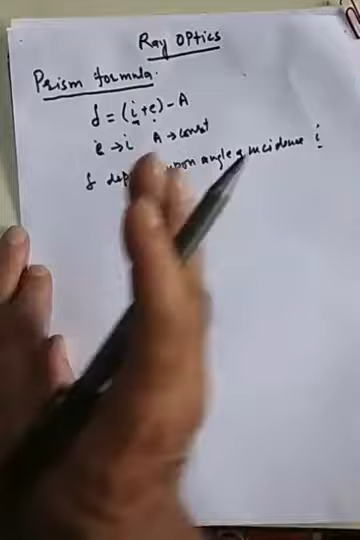 Ray Optics
Prism formula.
δ = (i + e) - A
e → i A → const
δ dep upon angle of incidence i